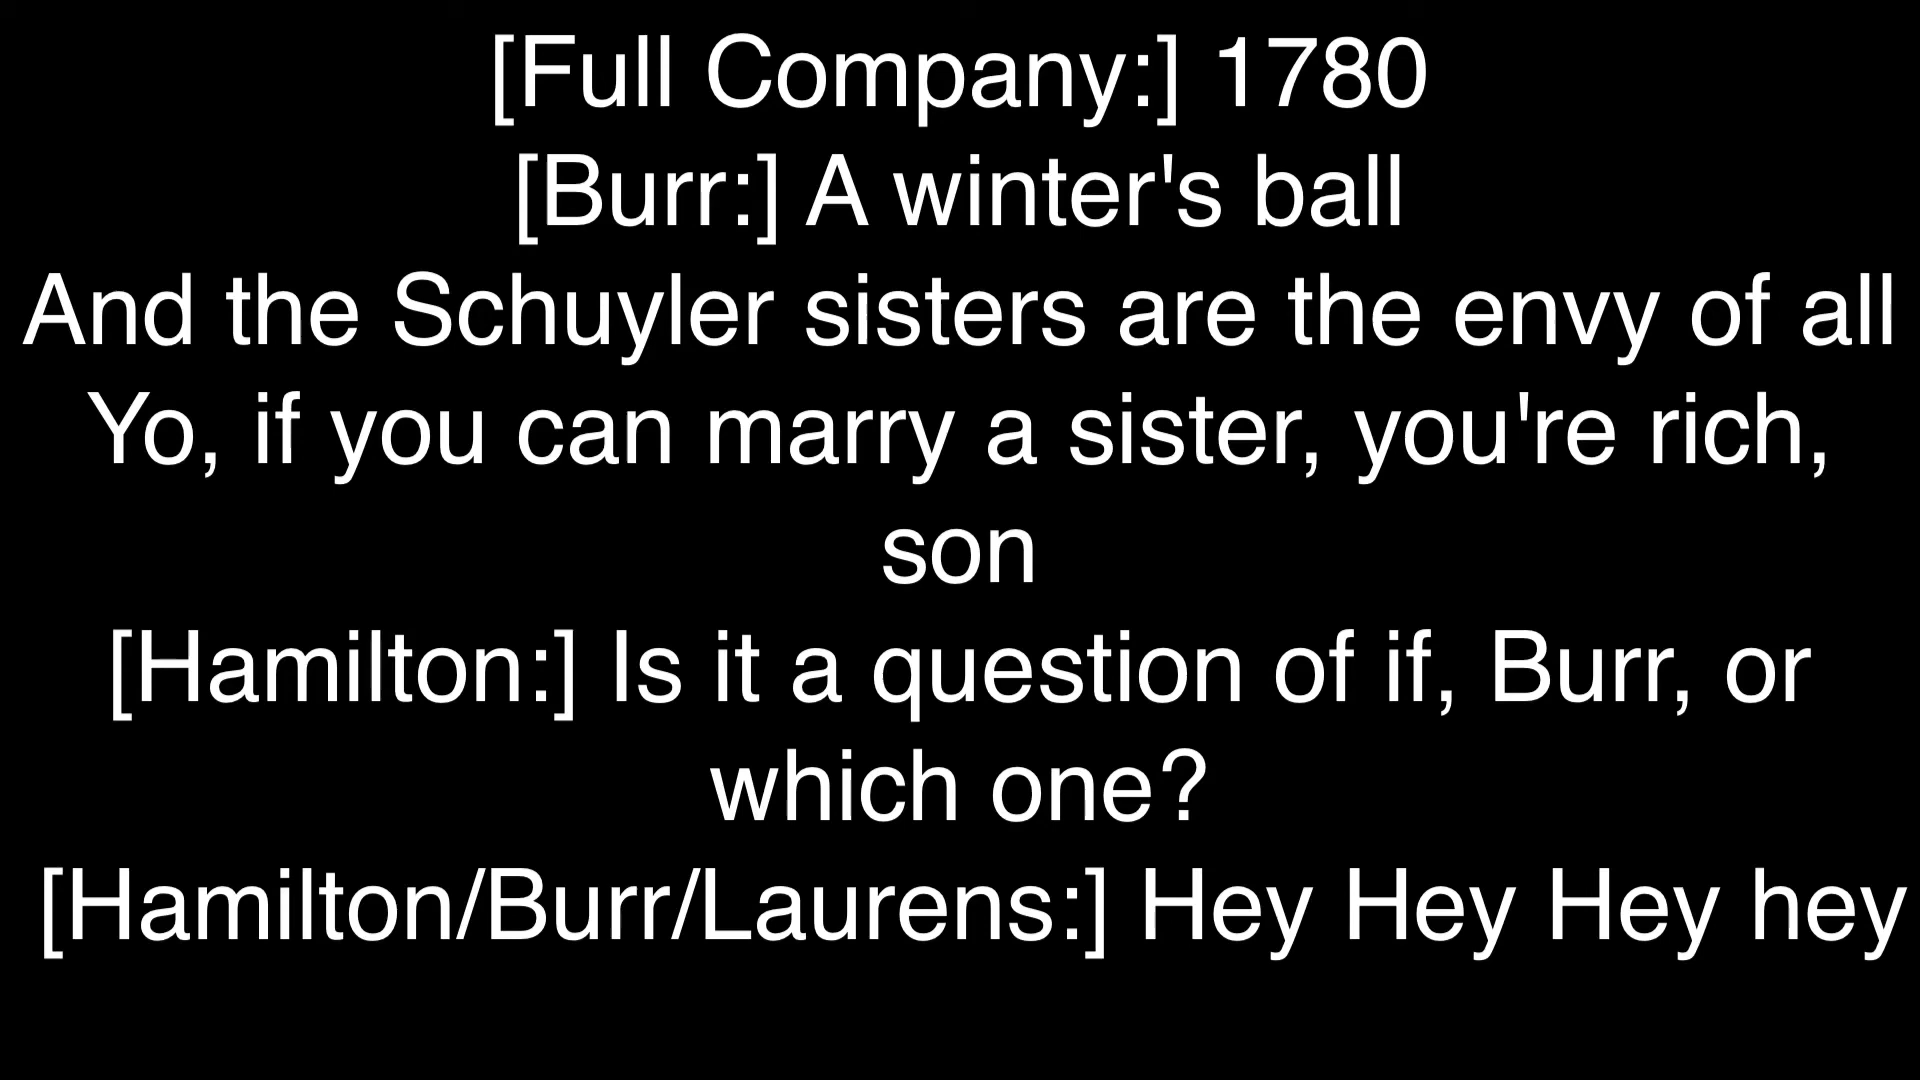 [Full Company:] 1780
[Burr:] A winter's ball
And the Schuyler sisters are the envy of all
Yo, if you can marry a sister, you're rich,
son
[Hamilton:] Is it a question of if, Burr, or
which one?
[Hamilton/Burr/Laurens:] Hey Hey Hey hey